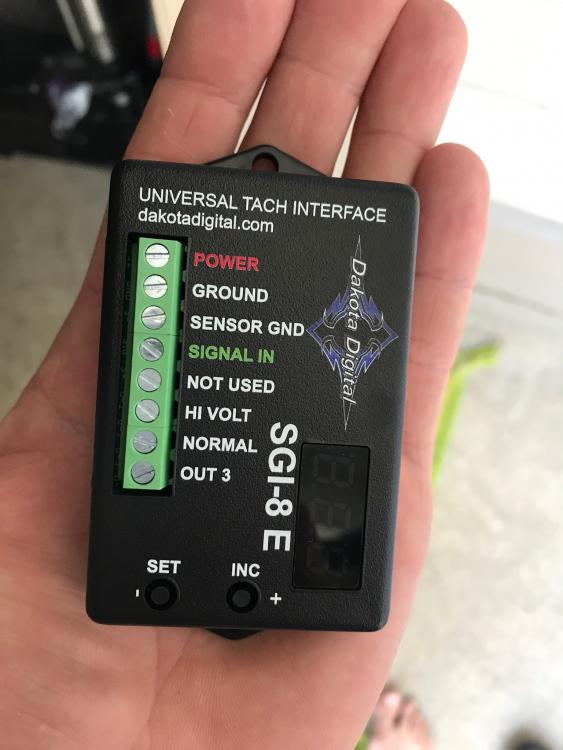 UNIVERSAL TACH INTERFACE
dakotadigital.com
POWER
GROUND
SENSOR GND
SIGNAL IN
NOT USED
HI VOLT
NORMAL
OUT 3
Dakota Digital
SGI-8 E
SET
INC
- +